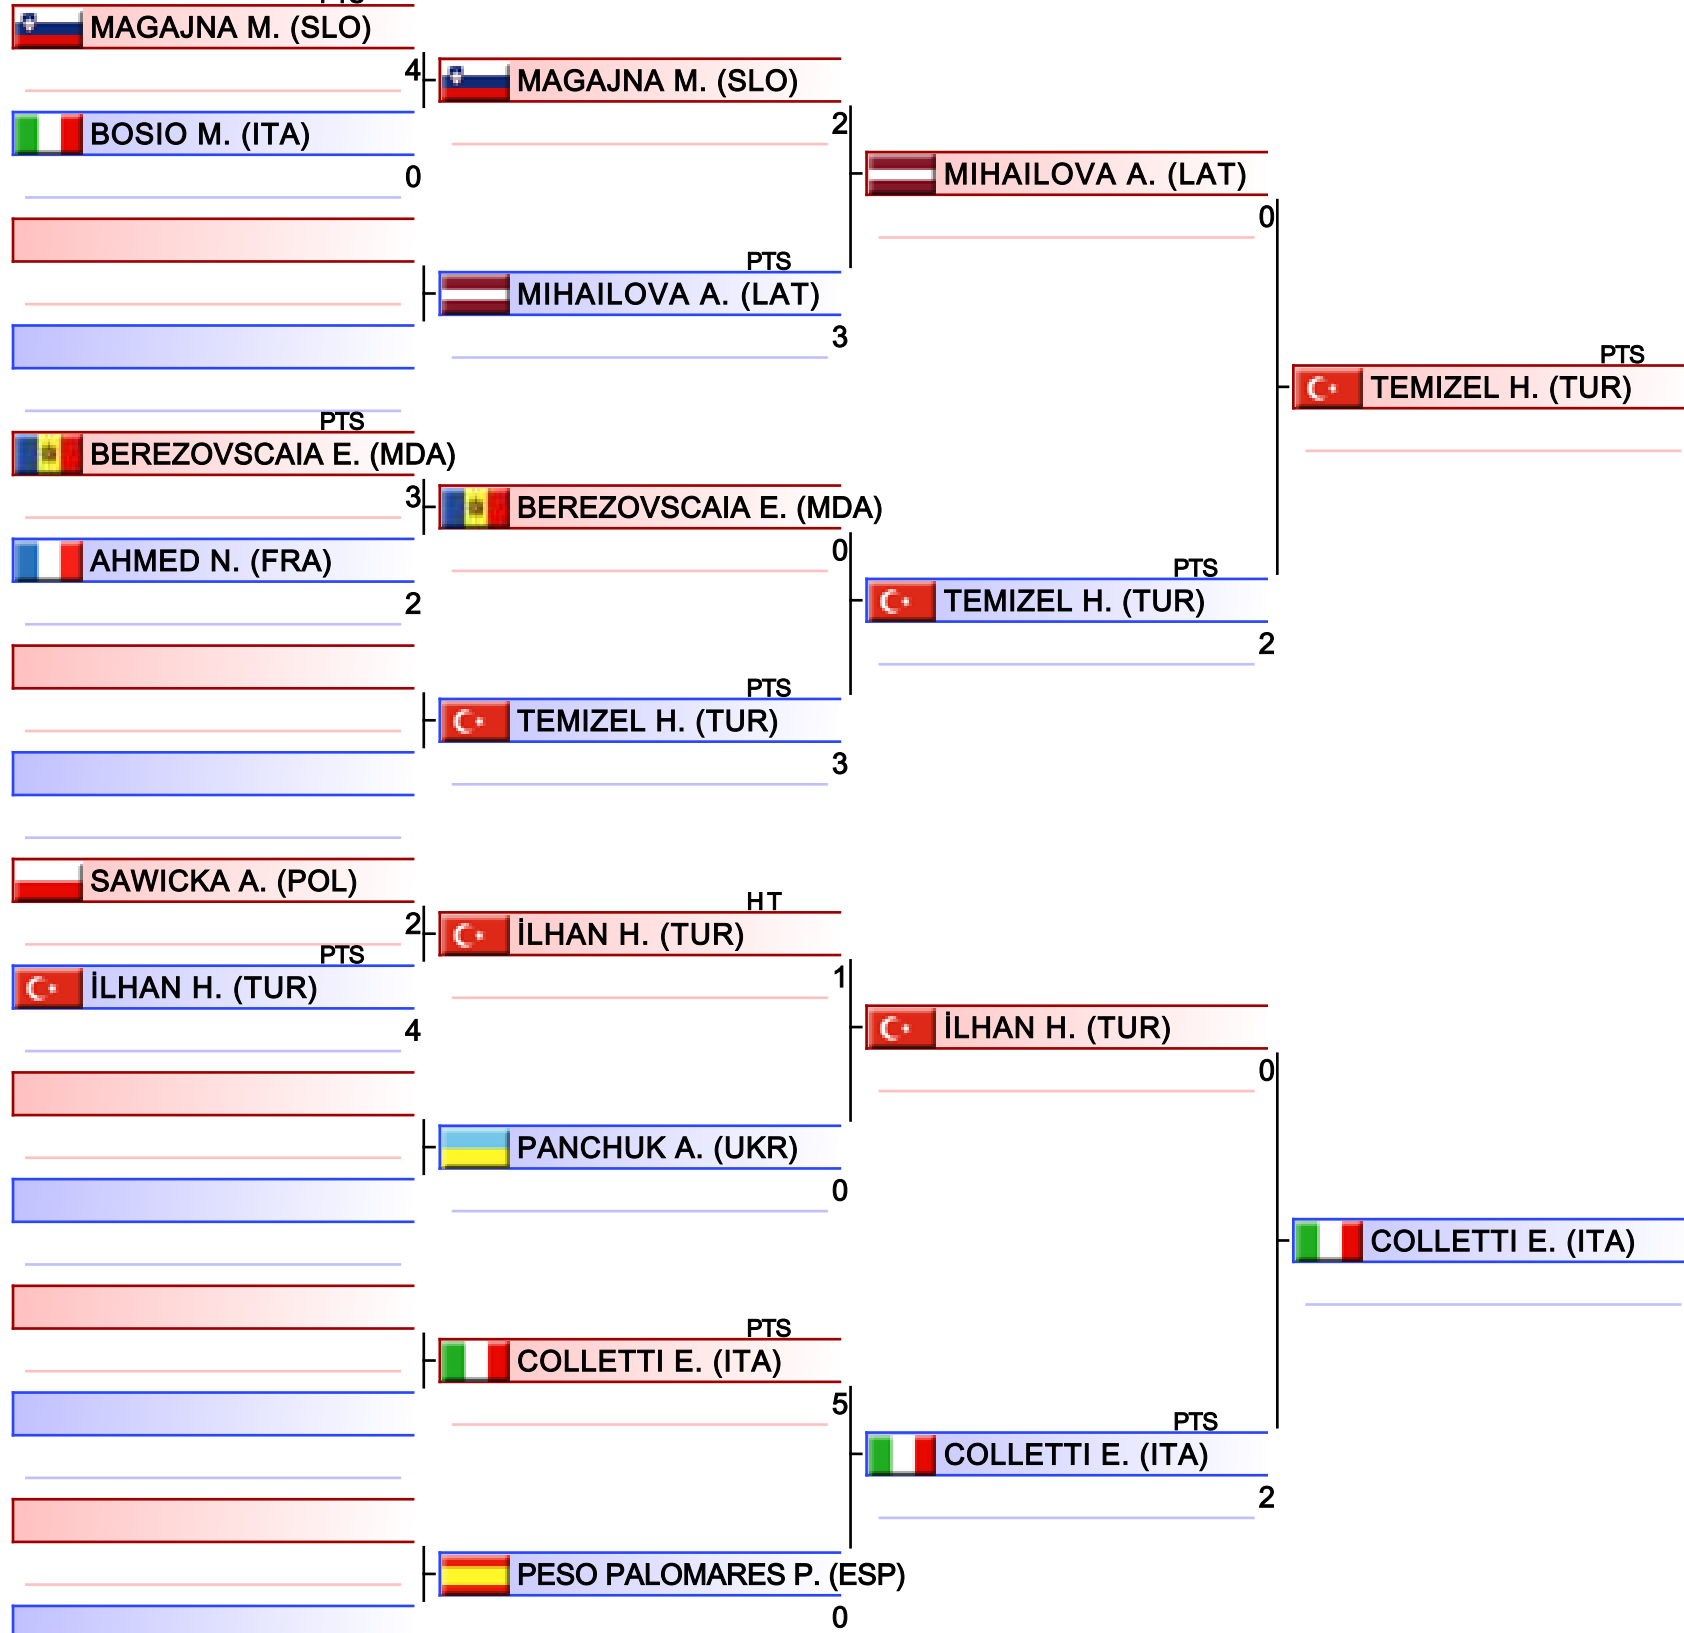 PTS
MAGAJNA M. (SLO)
4
BOSIO M. (ITA)
0
PTS
BEREZOVSCAIA E. (MDA)
3
AHMED N. (FRA)
2
SAWICKA A. (POL)
2
PTS
İLHAN H. (TUR)
4
MAGAJNA M. (SLO)
2
PTS
MIHAILOVA A. (LAT)
3
BEREZOVSCAIA E. (MDA)
0
PTS
TEMIZEL H. (TUR)
3
HT
İLHAN H. (TUR)
1
PANCHUK A. (UKR)
0
PTS
COLLETTI E. (ITA)
5
PESO PALOMARES P. (ESP)
0
MIHAILOVA A. (LAT)
0
PTS
TEMIZEL H. (TUR)
2
İLHAN H. (TUR)
0
PTS
COLLETTI E. (ITA)
2
PTS
TEMIZEL H. (TUR)
COLLETTI E. (ITA)